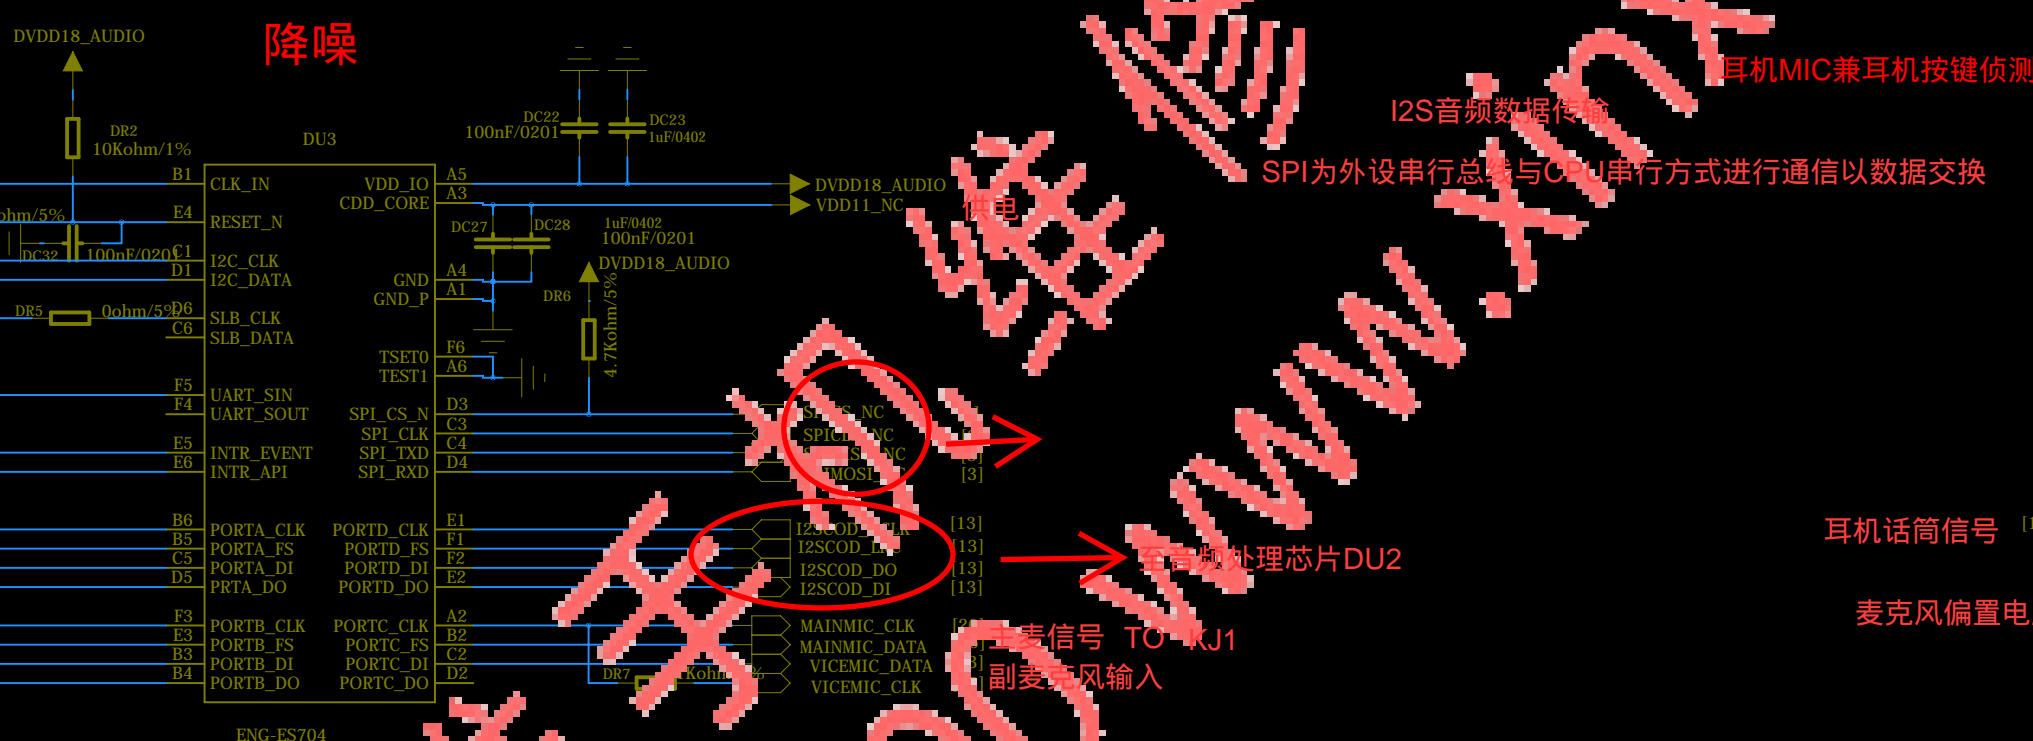 降噪
DVDD18_AUDIO
DR2
10Kohm/1%
DU3
DC22
100nF/0201
DC23
1uF/0402
耳机MIC兼耳机按键侦测
I2S音频数据传输
SPI为外设串行总线与CPU串行方式进行通信以数据交换
B1 CLK_IN VDD_IO A5 DVDD18_AUDIO
CDD_CORE A3 VDD11_NC
供电
ohm/5%
E4 RESET_N
DC27
DC28
1uF/0402
100nF/0201
DC32
100nF/0201
C1 I2C_CLK
DVDD18_AUDIO
D1 I2C_DATA GND A4
GND_P A1
DR6
4.7Kohm/5%
DR5
0ohm/5%
D6 SLB_CLK
C6 SLB_DATA
TSET0 F6
TEST1 A6
F5 UART_SIN
F4 UART_SOUT SPI_CS_N D3
SPI_CLK C3
E5 INTR_EVENT SPI_TXD C4
E6 INTR_API SPI_RXD D4 [3]
B6 PORTA_CLK PORTD_CLK E1 [13]
B5 PORTA_FS PORTD_FS F1 [13]
C5 PORTA_DI PORTD_DI F2 I2SCOD_DO [13]
D5 PRTA_DO PORTD_DO E2 I2SCOD_DI [13]
至音频处理芯片DU2
耳机话筒信号
麦克风偏置电
F3 PORTB_CLK PORTC_CLK A2 MAINMIC_CLK
E3 PORTB_FS PORTC_FS B2 MAINMIC_DATA
主麦信号 TO KJ1
B3 PORTB_DI PORTC_DI C2 VICEMIC_DATA
副麦克风输入
B4 PORTB_DO PORTC_DO D2 VICEMIC_CLK
DR7
ENG-ES704
www.xin